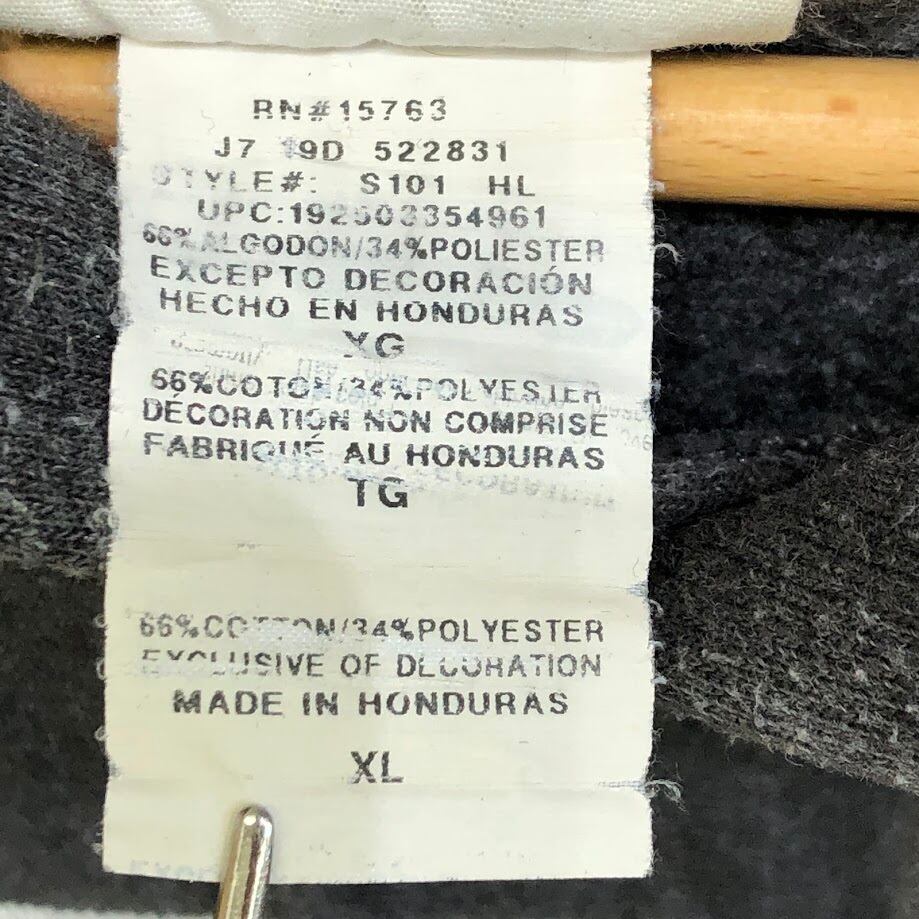 RN#15763
J7 19D 522831
STYLE#: S101 HL
UPC:192503354961
66%ALGODON/34%POLIESTER
EXCEPTO DECORACIÓN
HECHO EN HONDURAS
XG
66%COTON/34%POLYESTER
DÉCORATION NON COMPRISE
FABRIQUÉ AU HONDURAS
TG
66%COTTON/34%POLYESTER
EXCLUSIVE OF DECORATION
MADE IN HONDURAS
XL